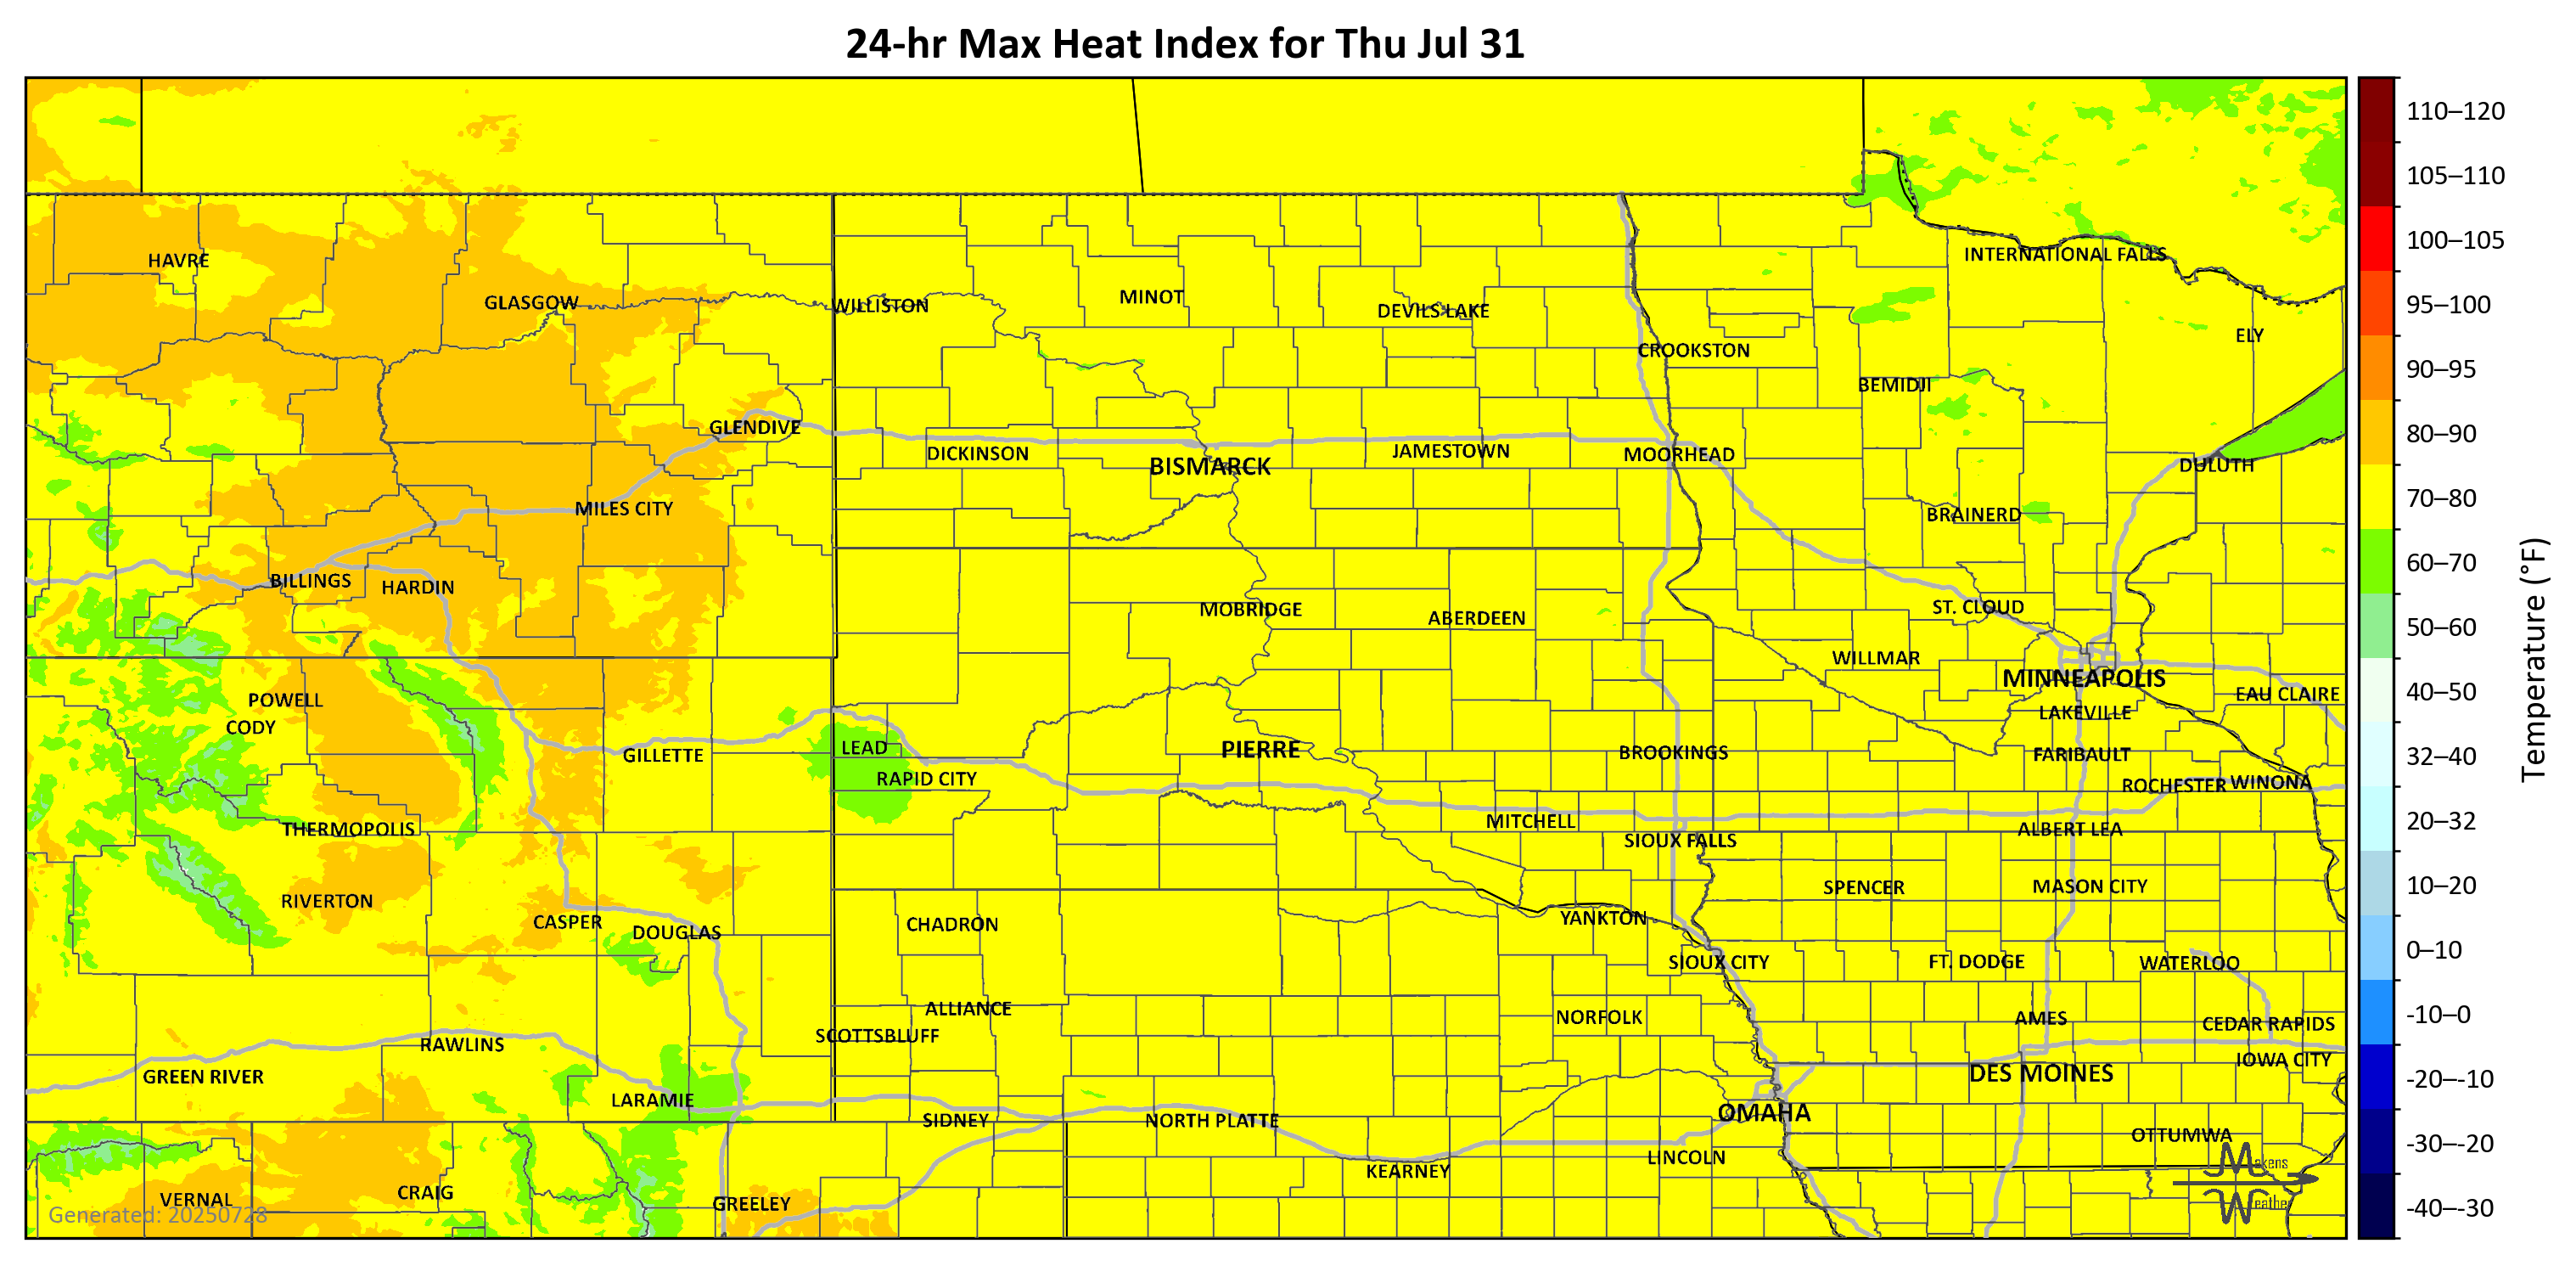 24-hr Max Heat Index for Thu Jul 31
HAVRE
GLASGOW
WILLISTON
MINOT
DEVILS LAKE
INTERNATIONAL FALLS
ELY
CROOKSTON
BEMIDJI
GLENDIVE
DICKINSON
BISMARCK
JAMESTOWN
MOORHEAD
DULUTH
MILES CITY
BRAINERD
BILLINGS
HARDIN
MOBRIDGE
ABERDEEN
ST. CLOUD
WILLMAR
MINNEAPOLIS
EAU CLAIRE
POWELL
CODY
LAKEVILLE
GILLETTE
LEAD
RAPID CITY
PIERRE
BROOKINGS
FARIBAULT
ROCHESTER
WINONA
THERMOPOLIS
MITCHELL
SIOUX FALLS
ALBERT LEA
RIVERTON
CASPER
DOUGLAS
CHADRON
YANKTON
SPENCER
MASON CITY
SIOUX CITY
FT. DODGE
WATERLOO
ALLIANCE
SCOTTSBLUFF
NORFOLK
AMES
CEDAR RAPIDS
IOWA CITY
RAWLINS
GREEN RIVER
LARAMIE
SIDNEY
NORTH PLATTE
OMAHA
DES MOINES
OTTUMWA
VERNAL
CRAIG
GREELEY
KEARNEY
LINCOLN
Generated: 20250728
Makens
Weather
110–120
105–110
100–105
95–100
90–95
80–90
70–80
60–70
50–60
40–50
32–40
20–32
10–20
0–10
-10–0
-20–-10
-30–-20
-40–-30
Temperature (°F)